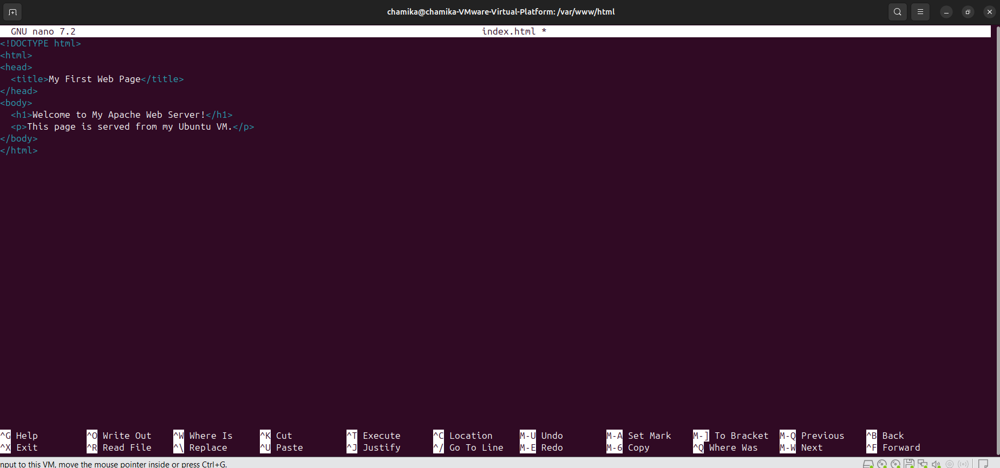 chamika@chamika-VMware-Virtual-Platform: /var/www/html
GNU nano 7.2 index.html *
<!DOCTYPE html>
<html>
<head>
  <title>My First Web Page</title>
</head>
<body>
  <h1>Welcome to My Apache Web Server!</h1>
  <p>This page is served from my Ubuntu VM.</p>
</body>
</html>
^G Help ^O Write Out ^W Where Is ^K Cut ^T Execute ^C Location M-U Undo M-A Set Mark M-] To Bracket M-Q Previous ^B Back
^X Exit ^R Read File ^\ Replace ^U Paste ^J Justify ^/ Go To Line M-E Redo M-6 Copy ^Q Where Was M-W Next ^F Forward
nput to this VM, move the mouse pointer inside or press Ctrl+G.